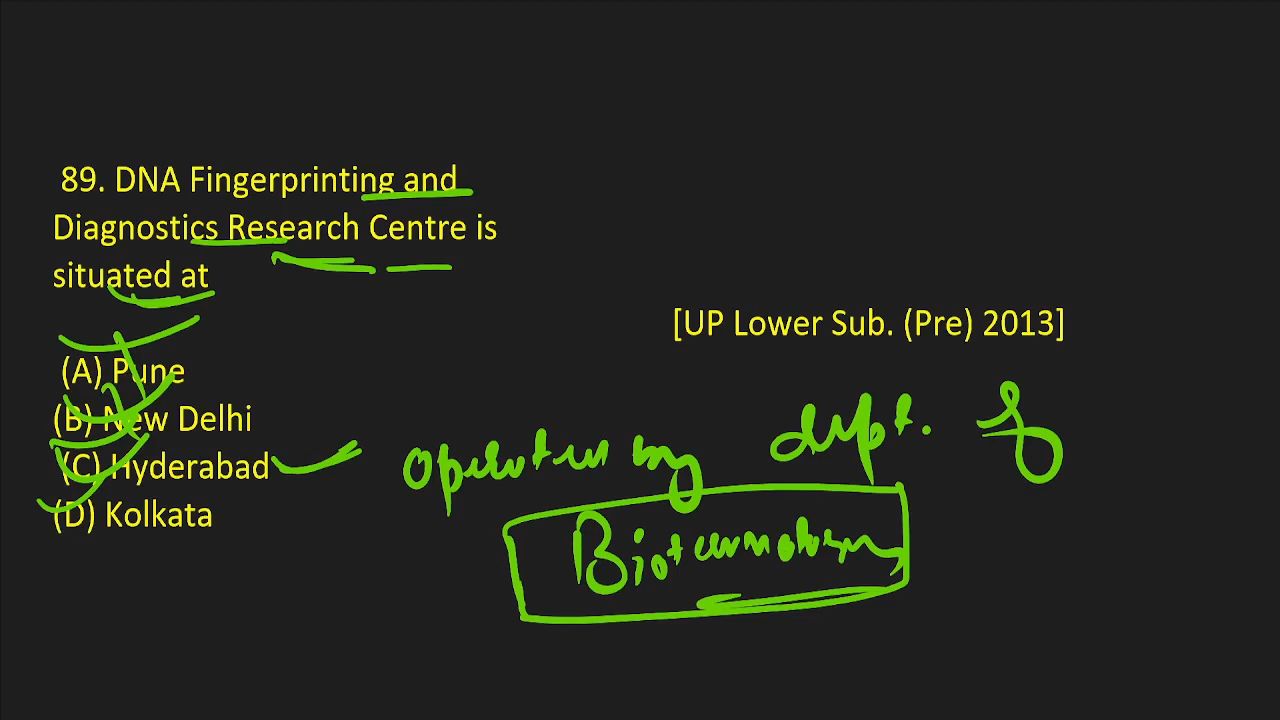 89. DNA Fingerprinting and
Diagnostics Research Centre is
situated at
[UP Lower Sub. (Pre) 2013]
(A) Pune
(B) New Delhi
(C) Hyderabad
(D) Kolkata
operated by dept. of
Biotechnology